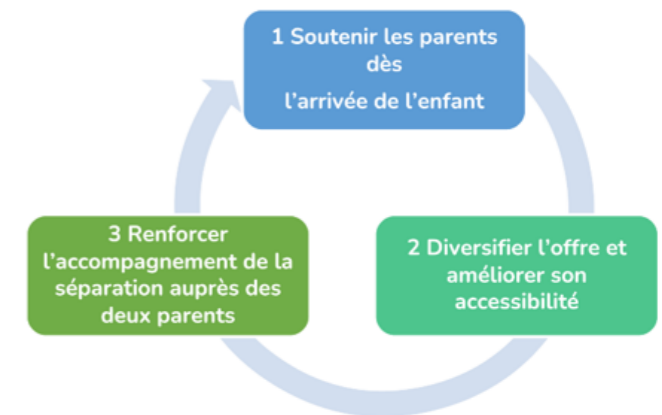 1 Soutenir les parents
dès
l’arrivée de l’enfant
2 Diversifier l’offre et
améliorer son
accessibilité
3 Renforcer
l’accompagnement de la
séparation auprès des
deux parents